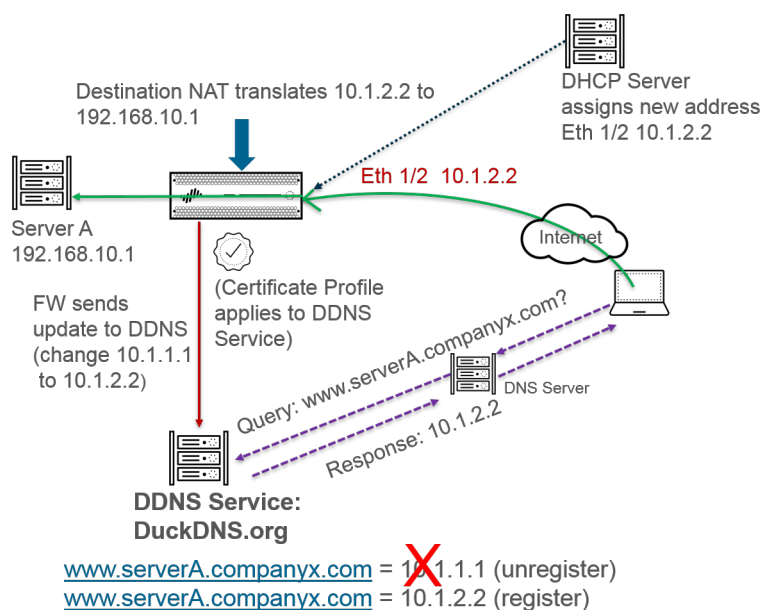 Destination NAT translates 10.1.2.2 to
192.168.10.1
DHCP Server
assigns new address
Eth 1/2 10.1.2.2
Eth 1/2 10.1.2.2
Internet
Server A
192.168.10.1
FW sends
update to DDNS
(change 10.1.1.1
to 10.1.2.2)
(Certificate Profile
applies to DDNS
Service)
Query: www.serverA.companyx.com?
DNS Server
Response: 10.1.2.2
DDNS Service:
DuckDNS.org
www.serverA.companyx.com = 10.1.1.1 (unregister)
www.serverA.companyx.com = 10.1.2.2 (register)